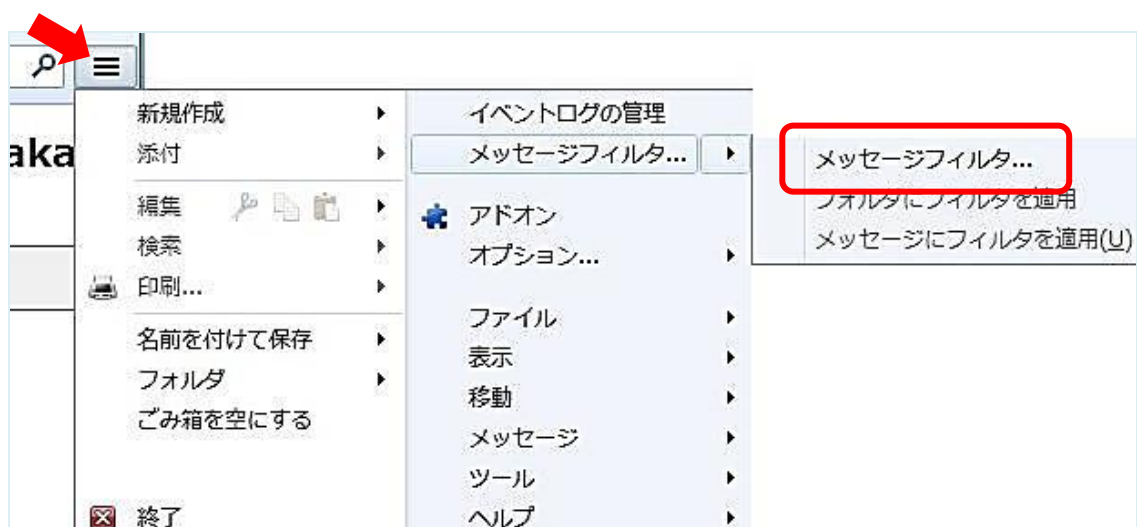 aka
新規作成
添付
編集
検索
印刷...
名前を付けて保存
フォルダ
ごみ箱を空にする
終了
イベントログの管理
メッセージフィルタ...
アドオン
オプション...
ファイル
表示
移動
メッセージ
ツール
ヘルプ
メッセージフィルタ...
フォルダにフィルタを適用
メッセージにフィルタを適用(U)